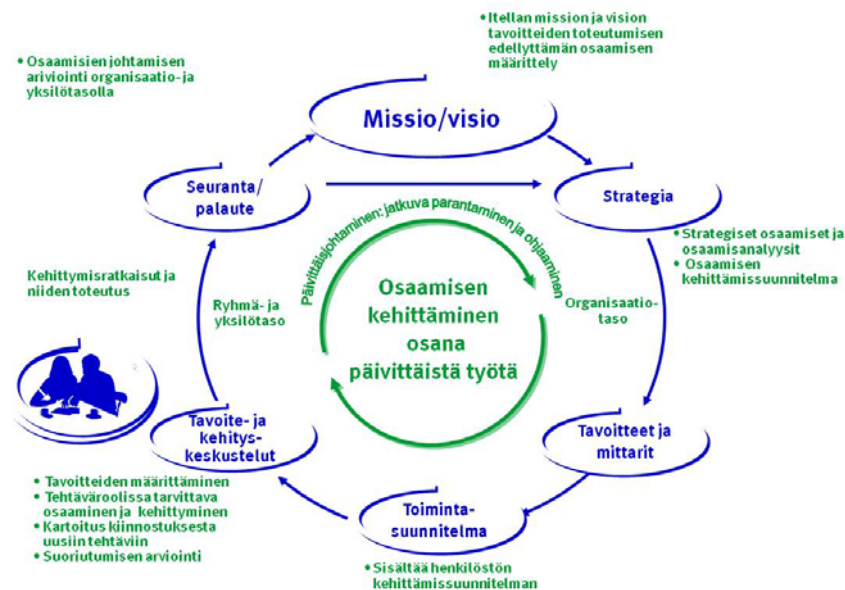 • Itellan mission ja vision
tavoitteiden toteutumisen
edellyttämän osaamisen
määrittely
• Osaamisien johtamisen
ariviointi organisaatio- ja
yksilötasolla
Missio/visio
Seuranta/
palaute
Strategia
• Strategiset osaamiset ja
osaamisanalyysit
• Osaamisen
kehittämissuunnitelma
Päivittäisjohtaminen: jatkuva parantaminen ja ohjaaminen
Kehittymisratkaisut ja
niiden toteutus
Ryhmä- ja
yksilötaso
Osaamisen
kehittäminen
osana
päivittäistä työtä
Organisaatio-
taso
Tavoite- ja
kehitys-
keskustelut
Tavoitteet ja
mittarit
• Tavoitteiden määrittäminen
• Tehtäväroolissa tarvittava
osaaminen ja kehittyminen
• Kartoitus kiinnostuksesta
uusiin tehtäviin
• Suoriutumisen arviointi
Toiminta-
suunnitelma
• Sisältää henkilöstön
kehittämissuunnitelman